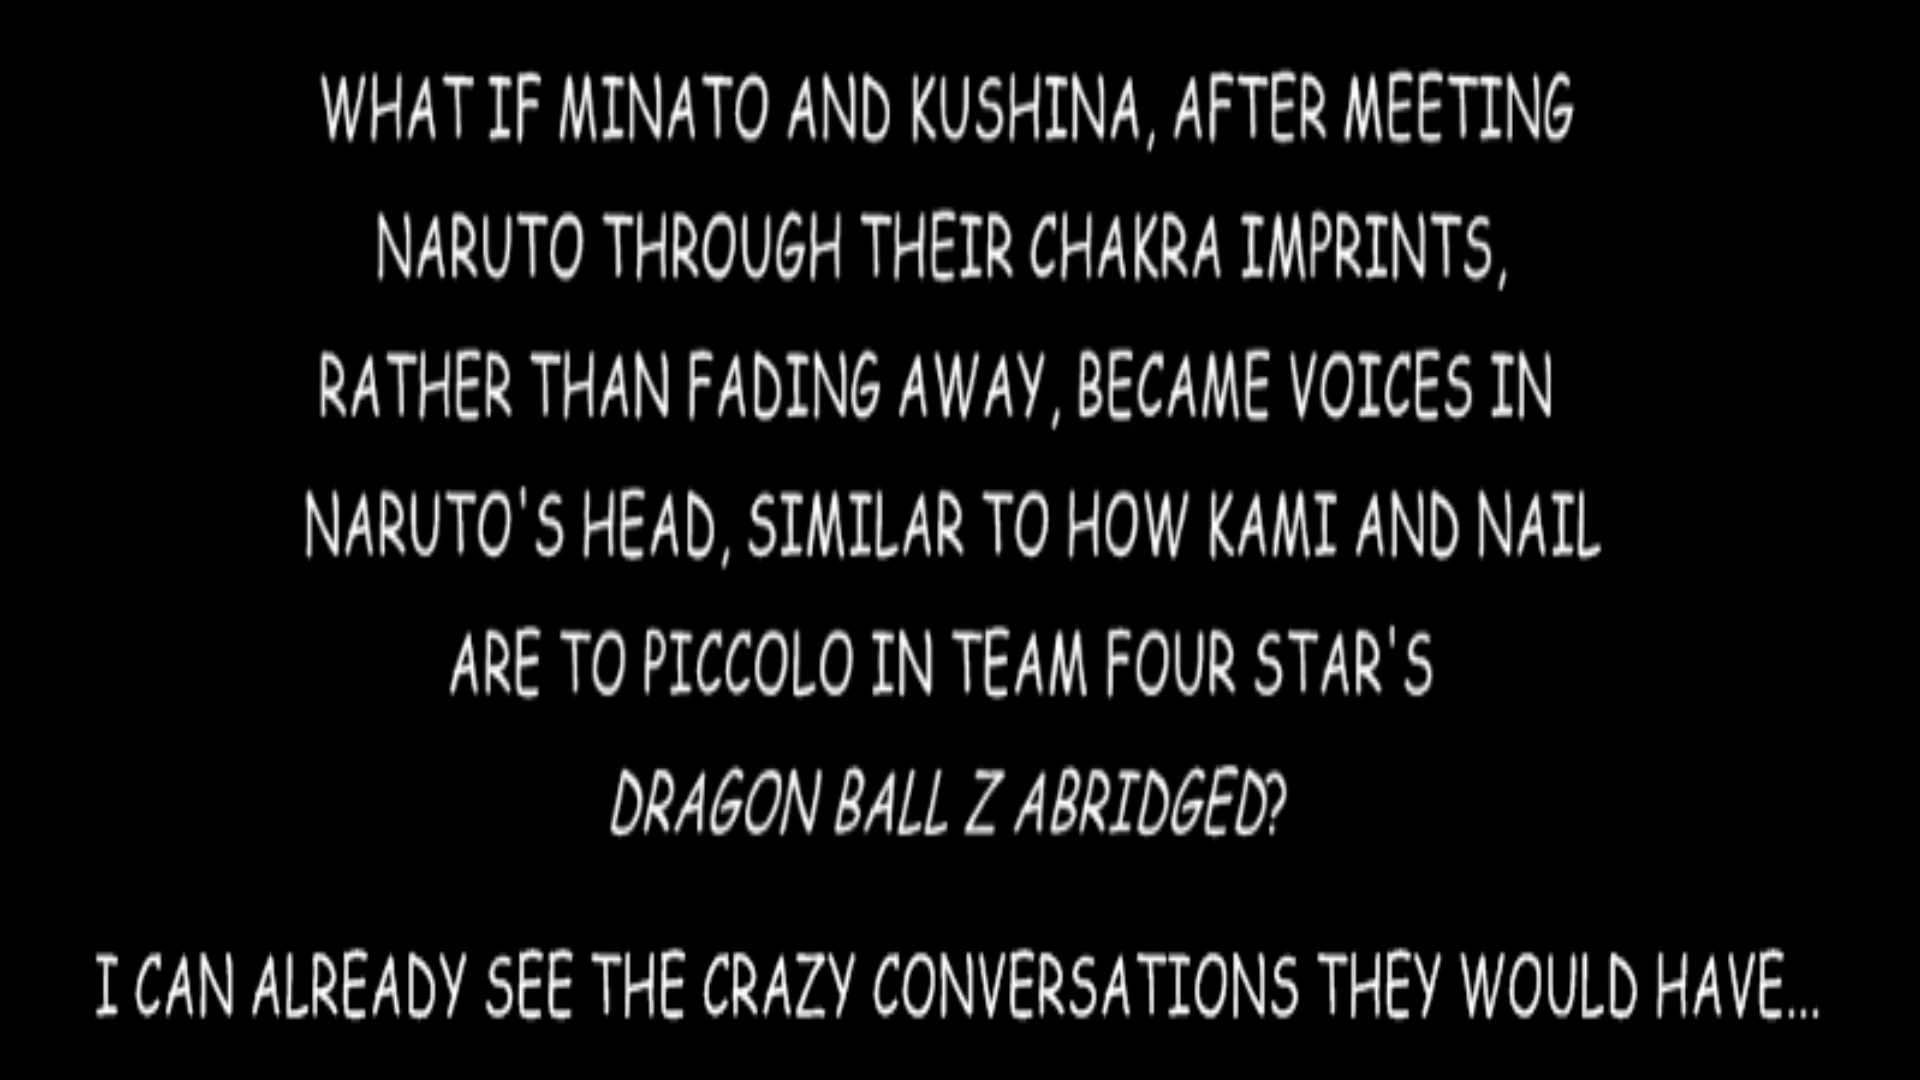 WHAT IF MINATO AND KUSHINA, AFTER MEETING
NARUTO THROUGH THEIR CHAKRA IMPRINTS,
RATHER THAN FADING AWAY, BECAME VOICES IN
NARUTO'S HEAD, SIMILAR TO HOW KAMI AND NAIL
ARE TO PICCOLO IN TEAM FOUR STAR'S
DRAGON BALL Z ABRIDGED?
I CAN ALREADY SEE THE CRAZY CONVERSATIONS THEY WOULD HAVE...